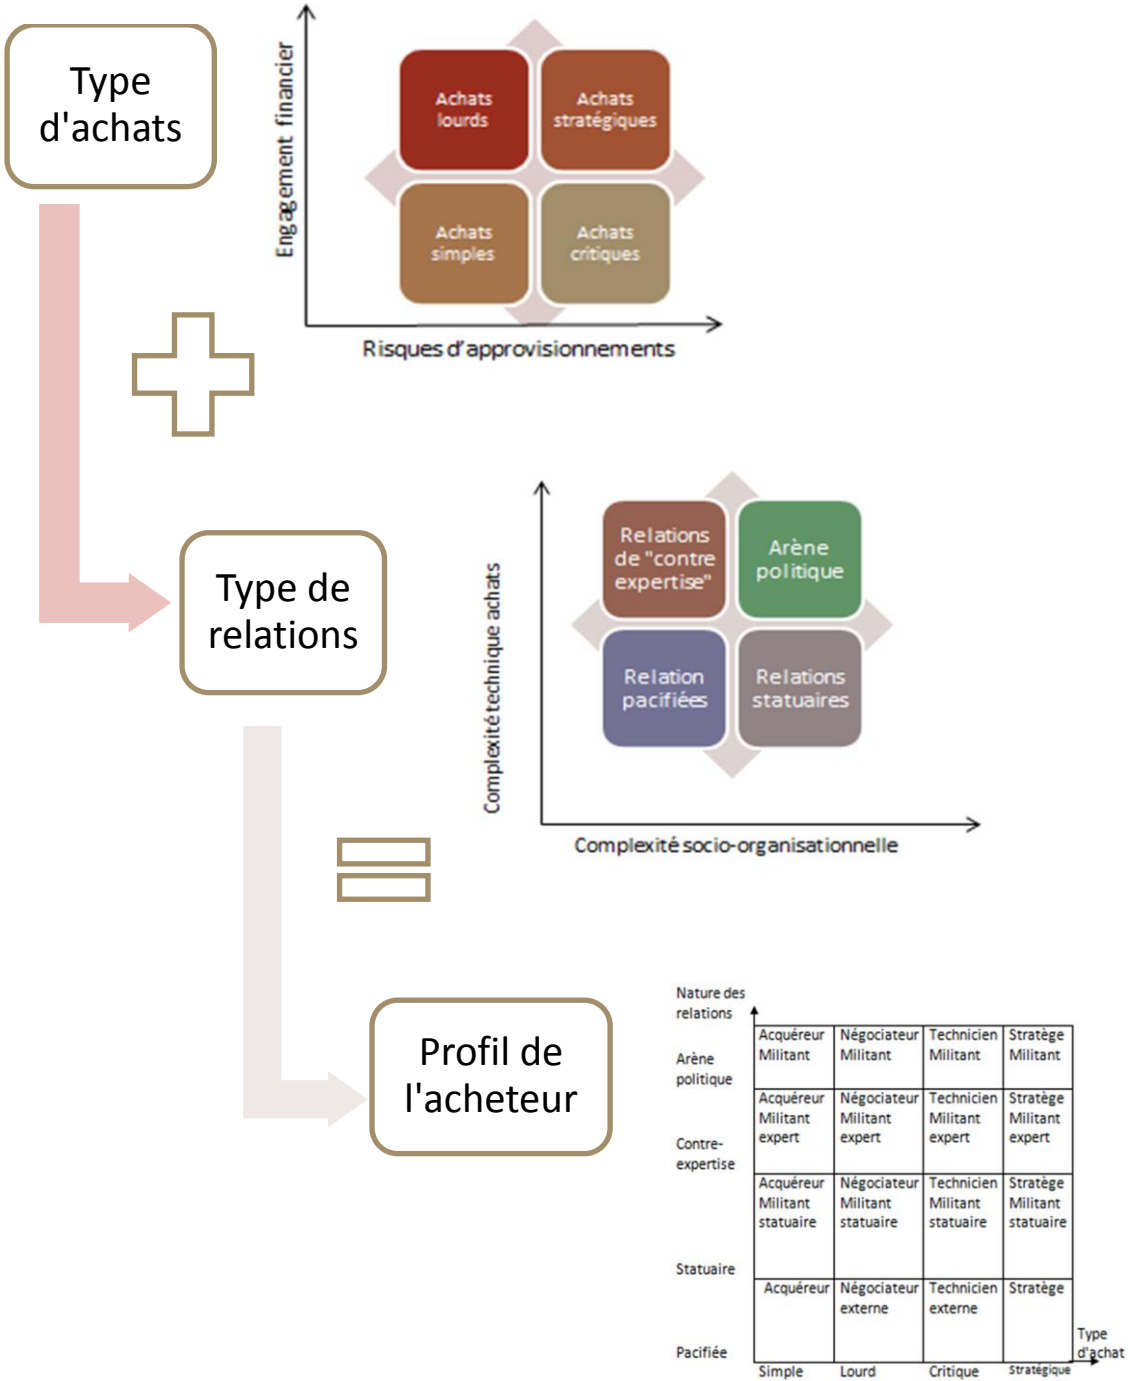 Type
d'achats
Engagement financier
Achats
lourds
Achats
stratégiques
Achats
simples
Achats
critiques
Risques d'approvisionnements
Type de
relations
Complexité technique achats
Relations
de "contre
expertise"
Arène
politique
Relation
pacifiées
Relations
statuaires
Complexité socio-organisationnelle
Profil de
l'acheteur
Nature des
relations
Arène
politique
Acquéreur
Militant
Négociateur
Militant
Technicien
Militant
Stratège
Militant
Contre-
expertise
Acquéreur
Militant
expert
Négociateur
Militant
expert
Technicien
Militant
expert
Stratège
Militant
expert
Statuaire
Acquéreur
Militant
statuaire
Négociateur
Militant
statuaire
Technicien
Militant
statuaire
Stratège
Militant
statuaire
Pacifiée
Acquéreur
Négociateur
externe
Technicien
externe
Stratège
Type
d'achat
Simple
Lourd
Critique
Stratégique